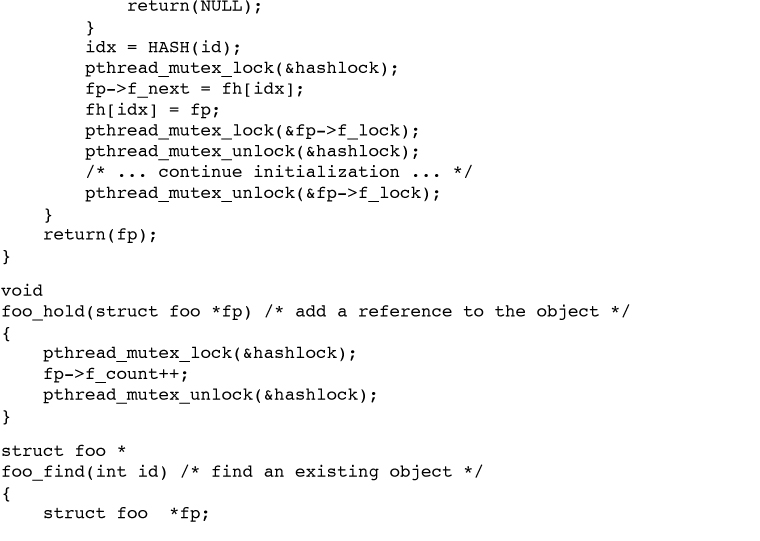 return(NULL);
        }
        idx = HASH(id);
        pthread_mutex_lock(&hashlock);
        fp->f_next = fh[idx];
        fh[idx] = fp;
        pthread_mutex_lock(&fp->f_lock);
        pthread_mutex_unlock(&hashlock);
        /* ... continue initialization ... */
        pthread_mutex_unlock(&fp->f_lock);
    }
    return(fp);
}
void
foo_hold(struct foo *fp) /* add a reference to the object */
{
    pthread_mutex_lock(&hashlock);
    fp->f_count++;
    pthread_mutex_unlock(&hashlock);
}
struct foo *
foo_find(int id) /* find an existing object */
{
    struct foo  *fp;